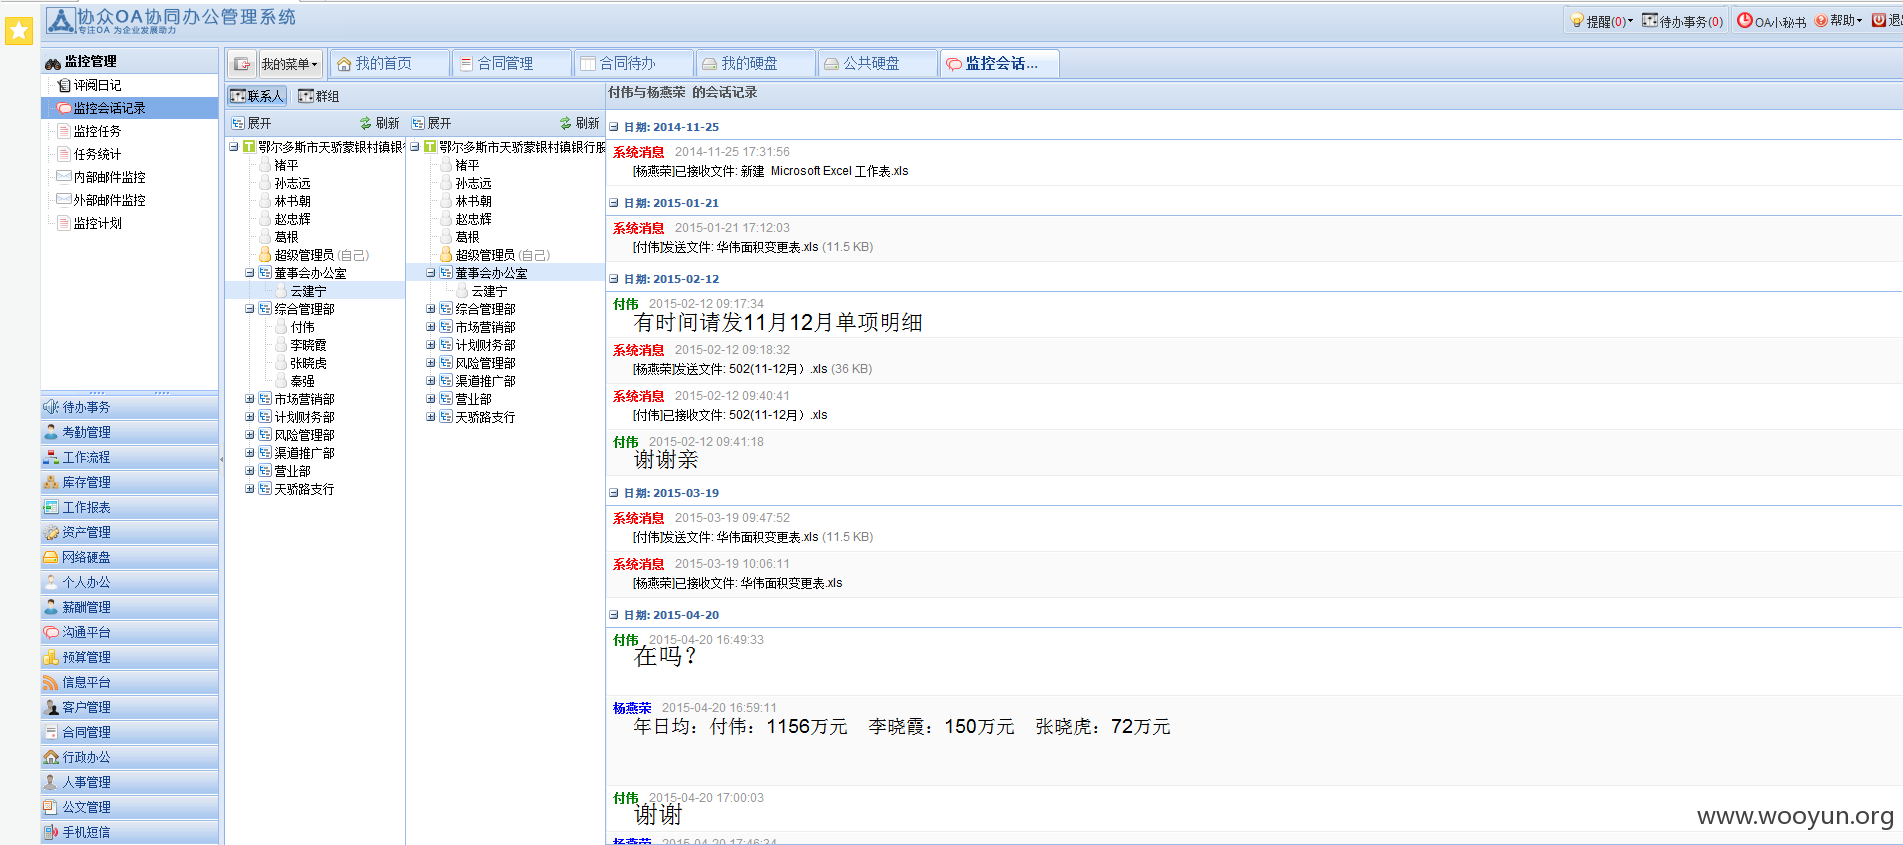 协众OA协同办公管理系统
专注OA 为企业发展助力
提醒(0)
待办事务(0)
OA小秘书
帮助
监控管理
评阅日记
监控会话记录
监控任务
任务统计
内部邮件监控
外部邮件监控
监控计划
待办事务
考勤管理
工作流程
库存管理
工作报表
资产管理
网络硬盘
个人办公
薪酬管理
沟通平台
预算管理
信息平台
客户管理
合同管理
行政办公
人事管理
公文管理
手机短信
我的菜单
我的首页
合同管理
合同待办
我的硬盘
公共硬盘
监控会话...
联系人
群组
展开
刷新
鄂尔多斯市天骄蒙银村镇银
褚平
孙志远
林书朝
赵忠辉
葛根
超级管理员(自己)
董事会办公室
云建宁
综合管理部
付伟
李晓霞
张晓虎
秦强
市场营销部
计划财务部
风险管理部
渠道推广部
营业部
天骄路支行
展开
刷新
鄂尔多斯市天骄蒙银村镇银行股
褚平
孙志远
林书朝
赵忠辉
葛根
超级管理员(自己)
董事会办公室
云建宁
综合管理部
市场营销部
计划财务部
风险管理部
渠道推广部
营业部
天骄路支行
付伟与杨燕荣 的会话记录
日期: 2014-11-25
系统消息 2014-11-25 17:31:56
[杨燕荣]已接收文件: 新建 Microsoft Excel 工作表.xls
日期: 2015-01-21
系统消息 2015-01-21 17:12:03
[付伟]发送文件: 华伟面积变更表.xls (11.5 KB)
日期: 2015-02-12
付伟 2015-02-12 09:17:34
有时间请发11月12月单项明细
系统消息 2015-02-12 09:18:32
[杨燕荣]发送文件: 502(11-12月）.xls (36 KB)
系统消息 2015-02-12 09:40:41
[付伟]已接收文件: 502(11-12月）.xls
付伟 2015-02-12 09:41:18
谢谢亲
日期: 2015-03-19
系统消息 2015-03-19 09:47:52
[付伟]发送文件: 华伟面积变更表.xls (11.5 KB)
系统消息 2015-03-19 10:06:11
[杨燕荣]已接收文件: 华伟面积变更表.xls
日期: 2015-04-20
付伟 2015-04-20 16:49:33
在吗？
杨燕荣 2015-04-20 16:59:11
年日均：付伟：1156万元 李晓霞：150万元 张晓虎：72万元
付伟 2015-04-20 17:00:03
谢谢
杨燕荣 2015-04-20 17:46:34
www.wooyun.org